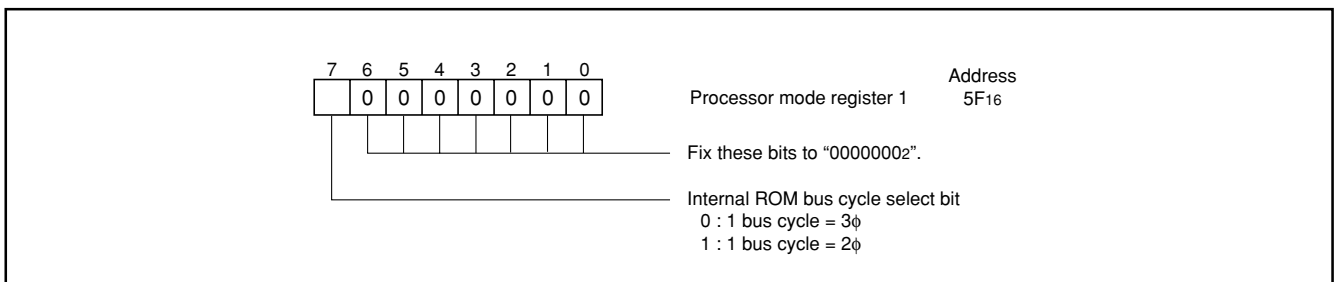 7 6 5 4 3 2 1 0
0 0 0 0 0 0 0
Processor mode register 1
Address
5F16
Fix these bits to “00000002”.
Internal ROM bus cycle select bit
0 : 1 bus cycle = 3ϕ
1 : 1 bus cycle = 2ϕ